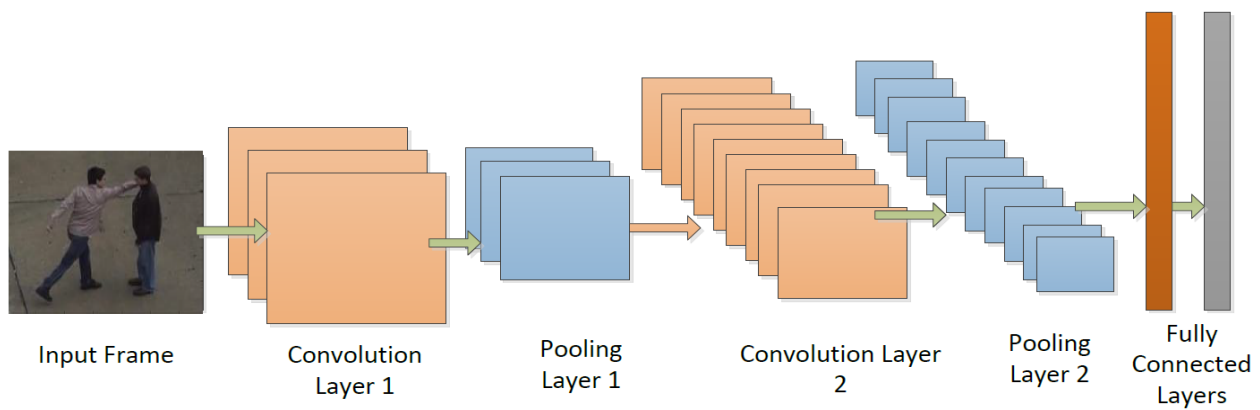 Input Frame
Convolution
Layer 1
Pooling
Layer 1
Convolution Layer
2
Pooling
Layer 2
Fully
Connected
Layers